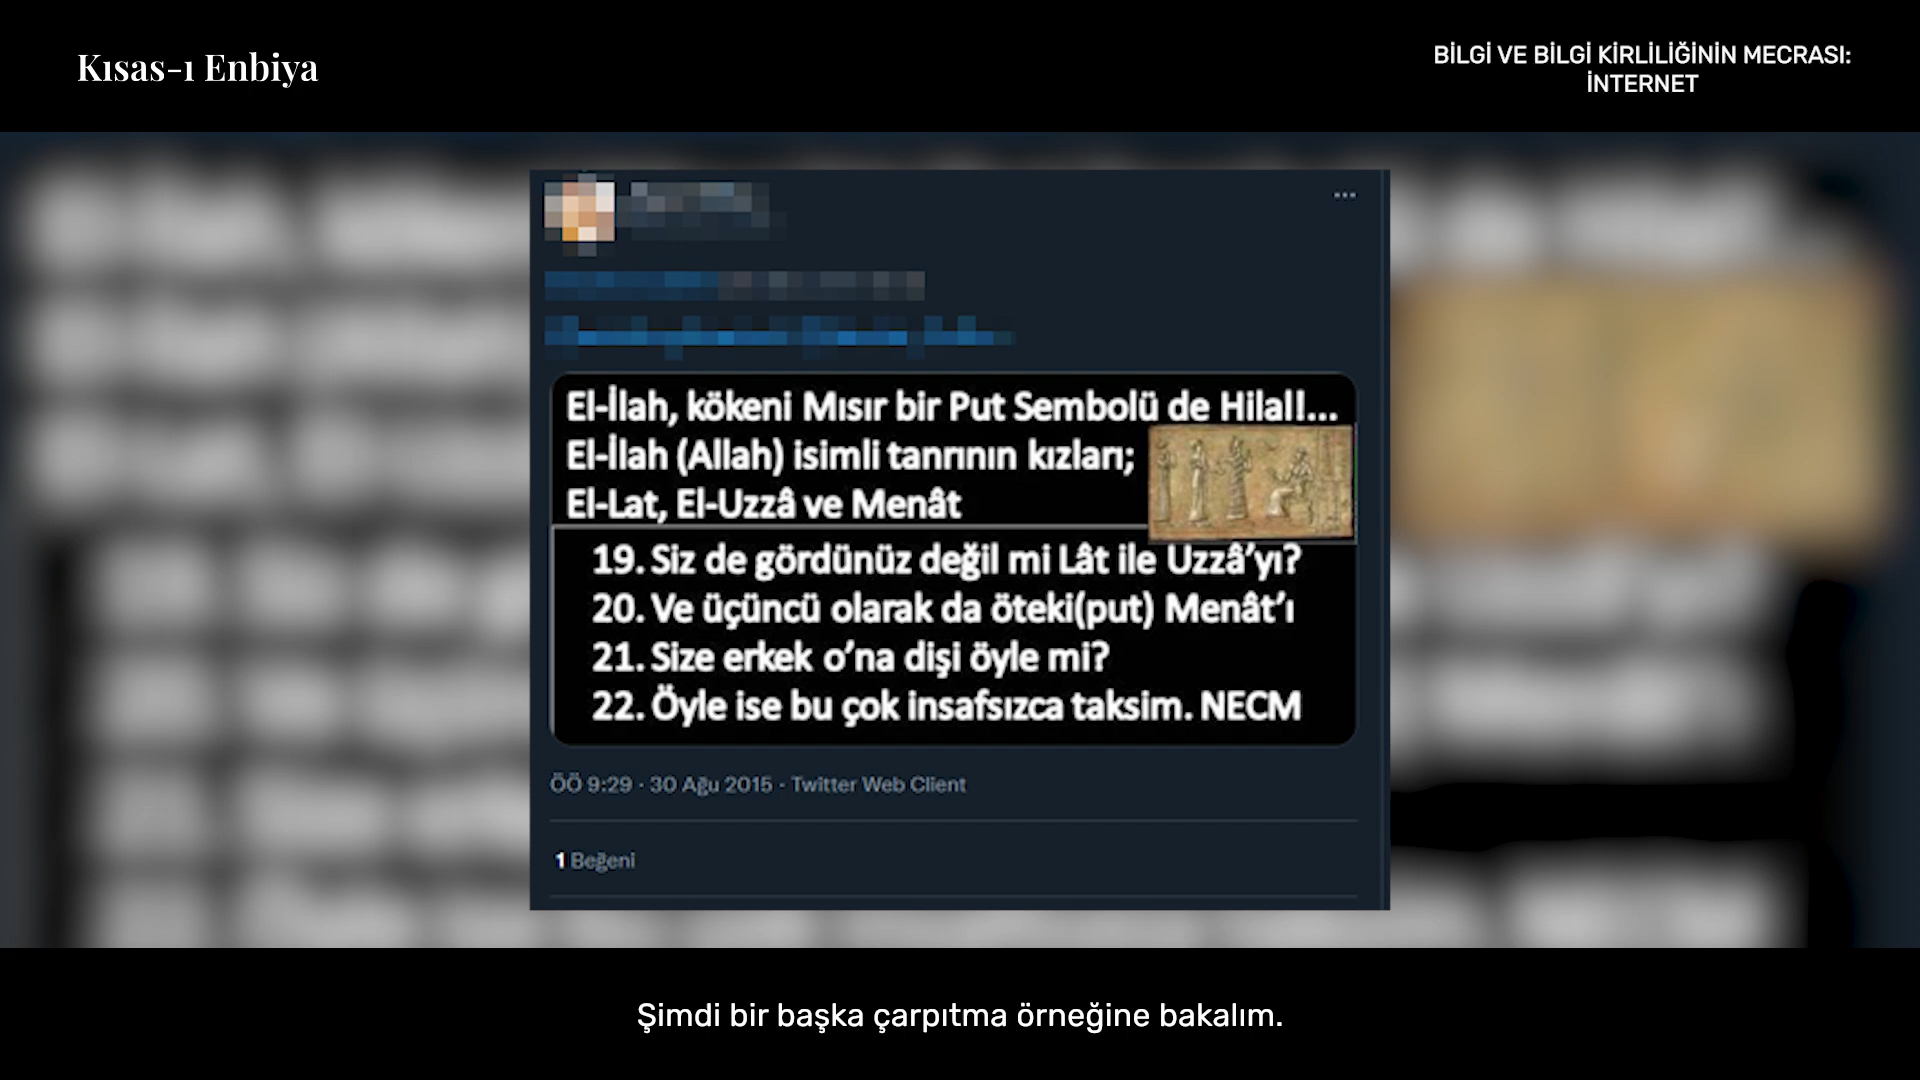 Kısas-ı Enbiya
BİLGİ VE BİLGİ KİRLİLİĞİNİN MECRASI:
İNTERNET
El-İlah, kökeni Mısır bir Put Sembolü de Hilal!...
El-İlah (Allah) isimli tanrının kızları;
El-Lat, El-Uzzâ ve Menât
19. Siz de gördünüz değil mi Lât ile Uzzâ’yı?
20. Ve üçüncü olarak da öteki(put) Menât’ı
21. Size erkek o’na dişi öyle mi?
22. Öyle ise bu çok insafsızca taksim. NECM
ÖÖ 9:29 · 30 Ağu 2015 · Twitter Web Client
1 Beğeni
Şimdi bir başka çarpıtma örneğine bakalım.